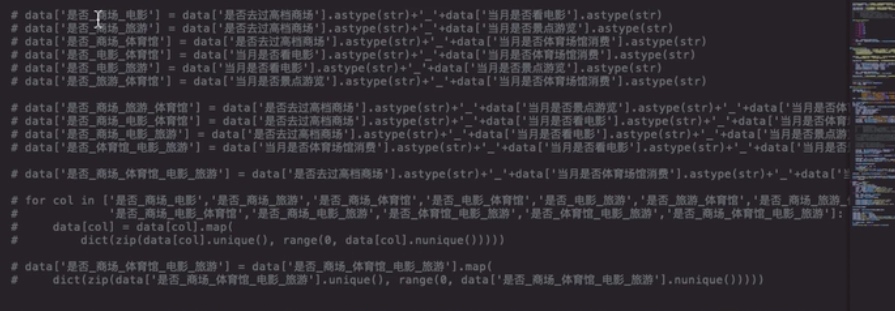 # data['是否_商场_电影'] = data['是否去过高档商场'].astype(str)+'_'+data['当月是否看电影'].astype(str)
# data['是否_商场_旅游'] = data['是否去过高档商场'].astype(str)+'_'+data['当月是否景点游览'].astype(str)
# data['是否_商场_体育馆'] = data['是否去过高档商场'].astype(str)+'_'+data['当月是否体育场馆消费'].astype(str)
# data['是否_电影_体育馆'] = data['当月是否看电影'].astype(str)+'_'+data['当月是否体育场馆消费'].astype(str)
# data['是否_电影_旅游'] = data['当月是否看电影'].astype(str)+'_'+data['当月是否景点游览'].astype(str)
# data['是否_旅游_体育馆'] = data['当月是否景点游览'].astype(str)+'_'+data['当月是否体育场馆消费'].astype(str)
# data['是否_商场_旅游_体育馆'] = data['是否去过高档商场'].astype(str)+'_'+data['当月是否景点游览'].astype(str)+'_'+data['当月是否体
# data['是否_商场_电影_体育馆'] = data['是否去过高档商场'].astype(str)+'_'+data['当月是否看电影'].astype(str)+'_'+data['当月是否体育
# data['是否_商场_电影_旅游'] = data['是否去过高档商场'].astype(str)+'_'+data['当月是否看电影'].astype(str)+'_'+data['当月是否景点游
# data['是否_体育馆_电影_旅游'] = data['当月是否体育场馆消费'].astype(str)+'_'+data['当月是否看电影'].astype(str)+'_'+data['当月是否
# data['是否_商场_体育馆_电影_旅游'] = data['是否去过高档商场'].astype(str)+'_'+data['当月是否体育场馆消费'].astype(str)+'_'+data['
# for col in ['是否_商场_电影','是否_商场_旅游','是否_商场_体育馆','是否_电影_体育馆','是否_电影_旅游','是否_旅游_体育馆','是否_商场_旅游_
# '是否_商场_电影_体育馆','是否_商场_电影_旅游','是否_体育馆_电影_旅游','是否_商场_体育馆_电影_旅游']:
# data[col] = data[col].map(
# dict(zip(data[col].unique(), range(0, data[col].nunique()))))
# data['是否_商场_体育馆_电影_旅游'] = data['是否_商场_体育馆_电影_旅游'].map(
# dict(zip(data['是否_商场_体育馆_电影_旅游'].unique(), range(0, data['是否_商场_体育馆_电影_旅游'].nunique()))))